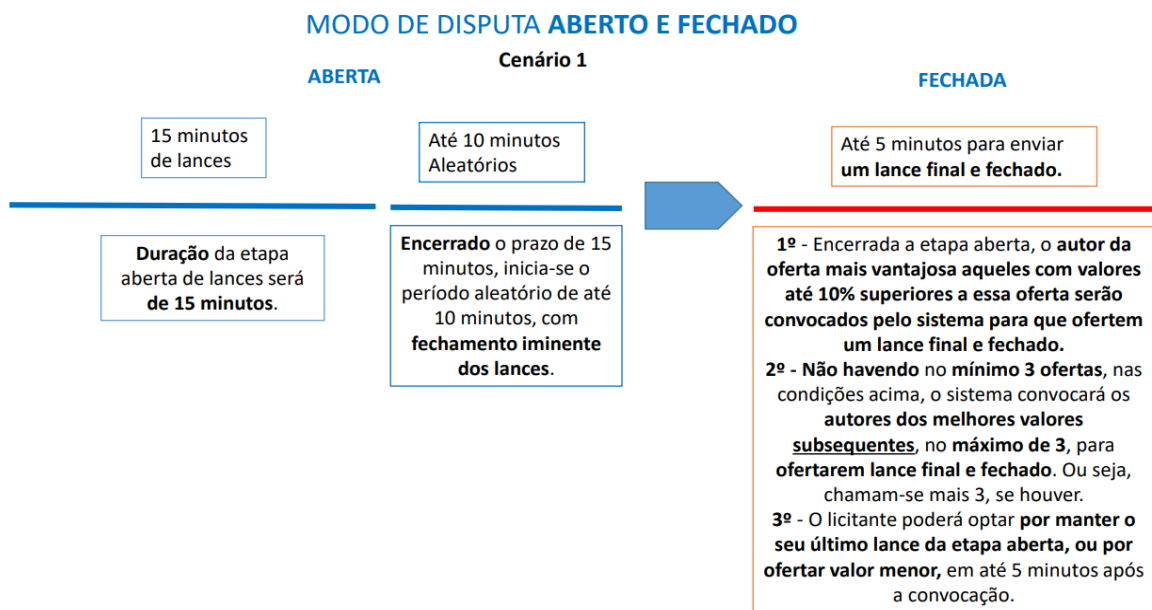 MODO DE DISPUTA ABERTO E FECHADO
Cenário 1
ABERTA
FECHADA
15 minutos
de lances
Até 10 minutos
Aleatórios
Até 5 minutos para enviar
um lance final e fechado.
Duração da etapa
aberta de lances será
de 15 minutos.
Encerrado o prazo de 15
minutos, inicia-se o
período aleatório de até
10 minutos, com
fechamento iminente
dos lances.
1º - Encerrada a etapa aberta, o autor da
oferta mais vantajosa aqueles com valores
até 10% superiores a essa oferta serão
convocados pelo sistema para que ofertem
um lance final e fechado.
2º - Não havendo no mínimo 3 ofertas, nas
condições acima, o sistema convocará os
autores dos melhores valores
subsequentes, no máximo de 3, para
ofertarem lance final e fechado. Ou seja,
chamam-se mais 3, se houver.
3º - O licitante poderá optar por manter o
seu último lance da etapa aberta, ou por
ofertar valor menor, em até 5 minutos após
a convocação.